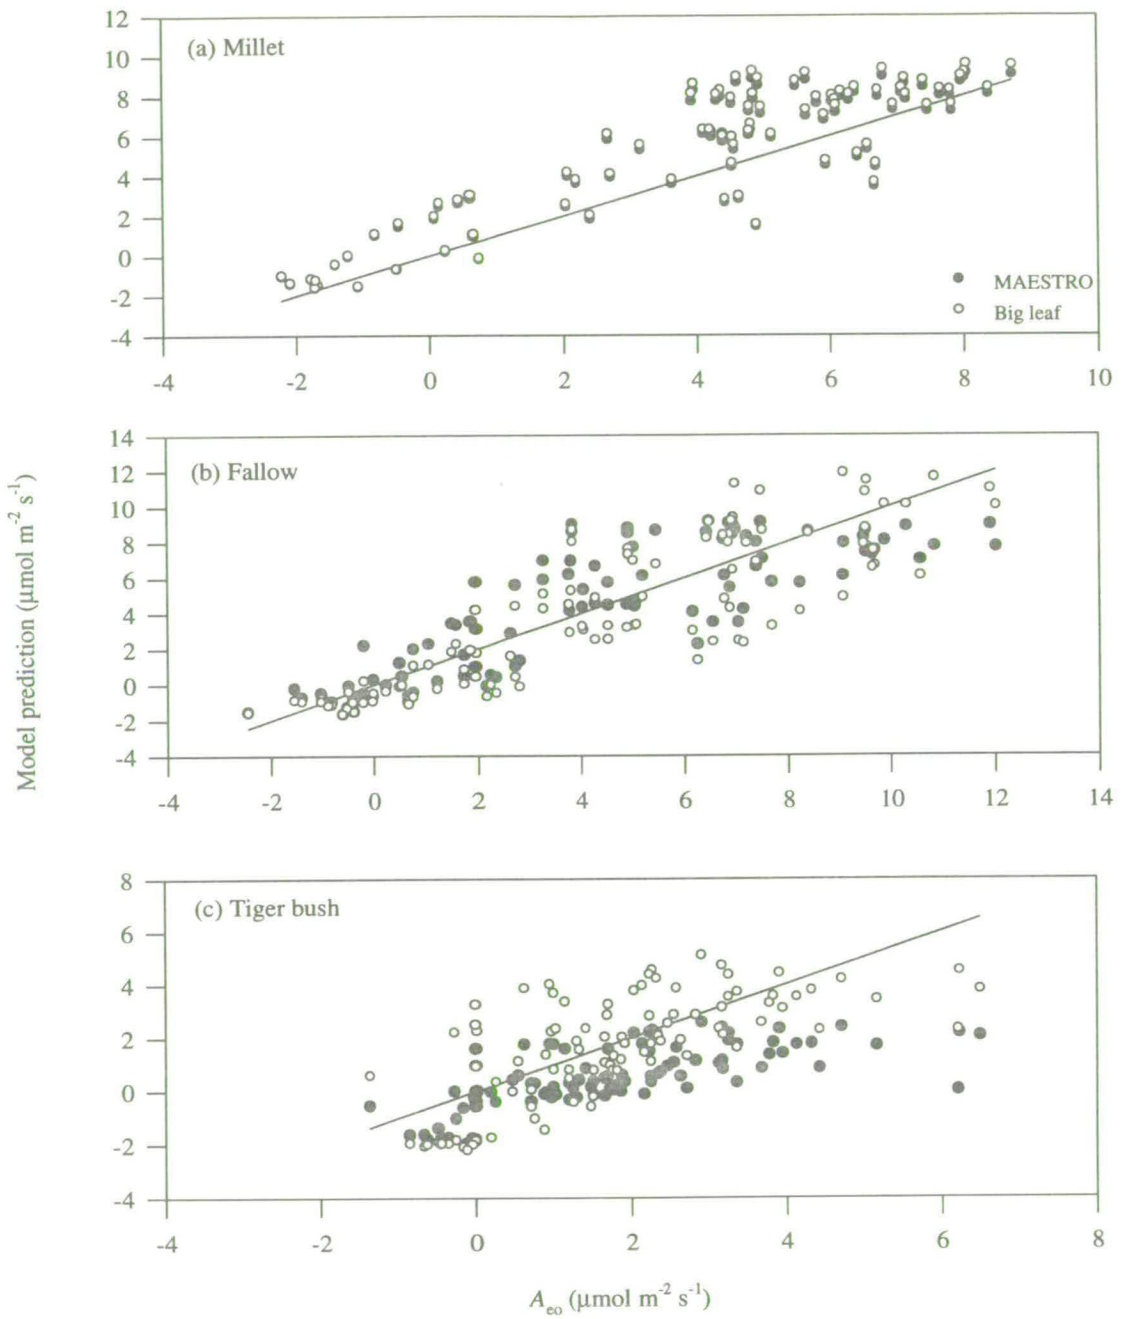 12
10
8
6
4
2
0
-2
-4
(a) Millet
MAESTRO
Big leaf
-4 -2 0 2 4 6 8 10
14
12
10
8
6
4
2
0
-2
-4
(b) Fallow
-4 -2 0 2 4 6 8 10 12 14
Model prediction (μmol m⁻² s⁻¹)
8
6
4
2
0
-2
-4
(c) Tiger bush
-4 -2 0 2 4 6 8
Aₑₒ (μmol m⁻² s⁻¹)